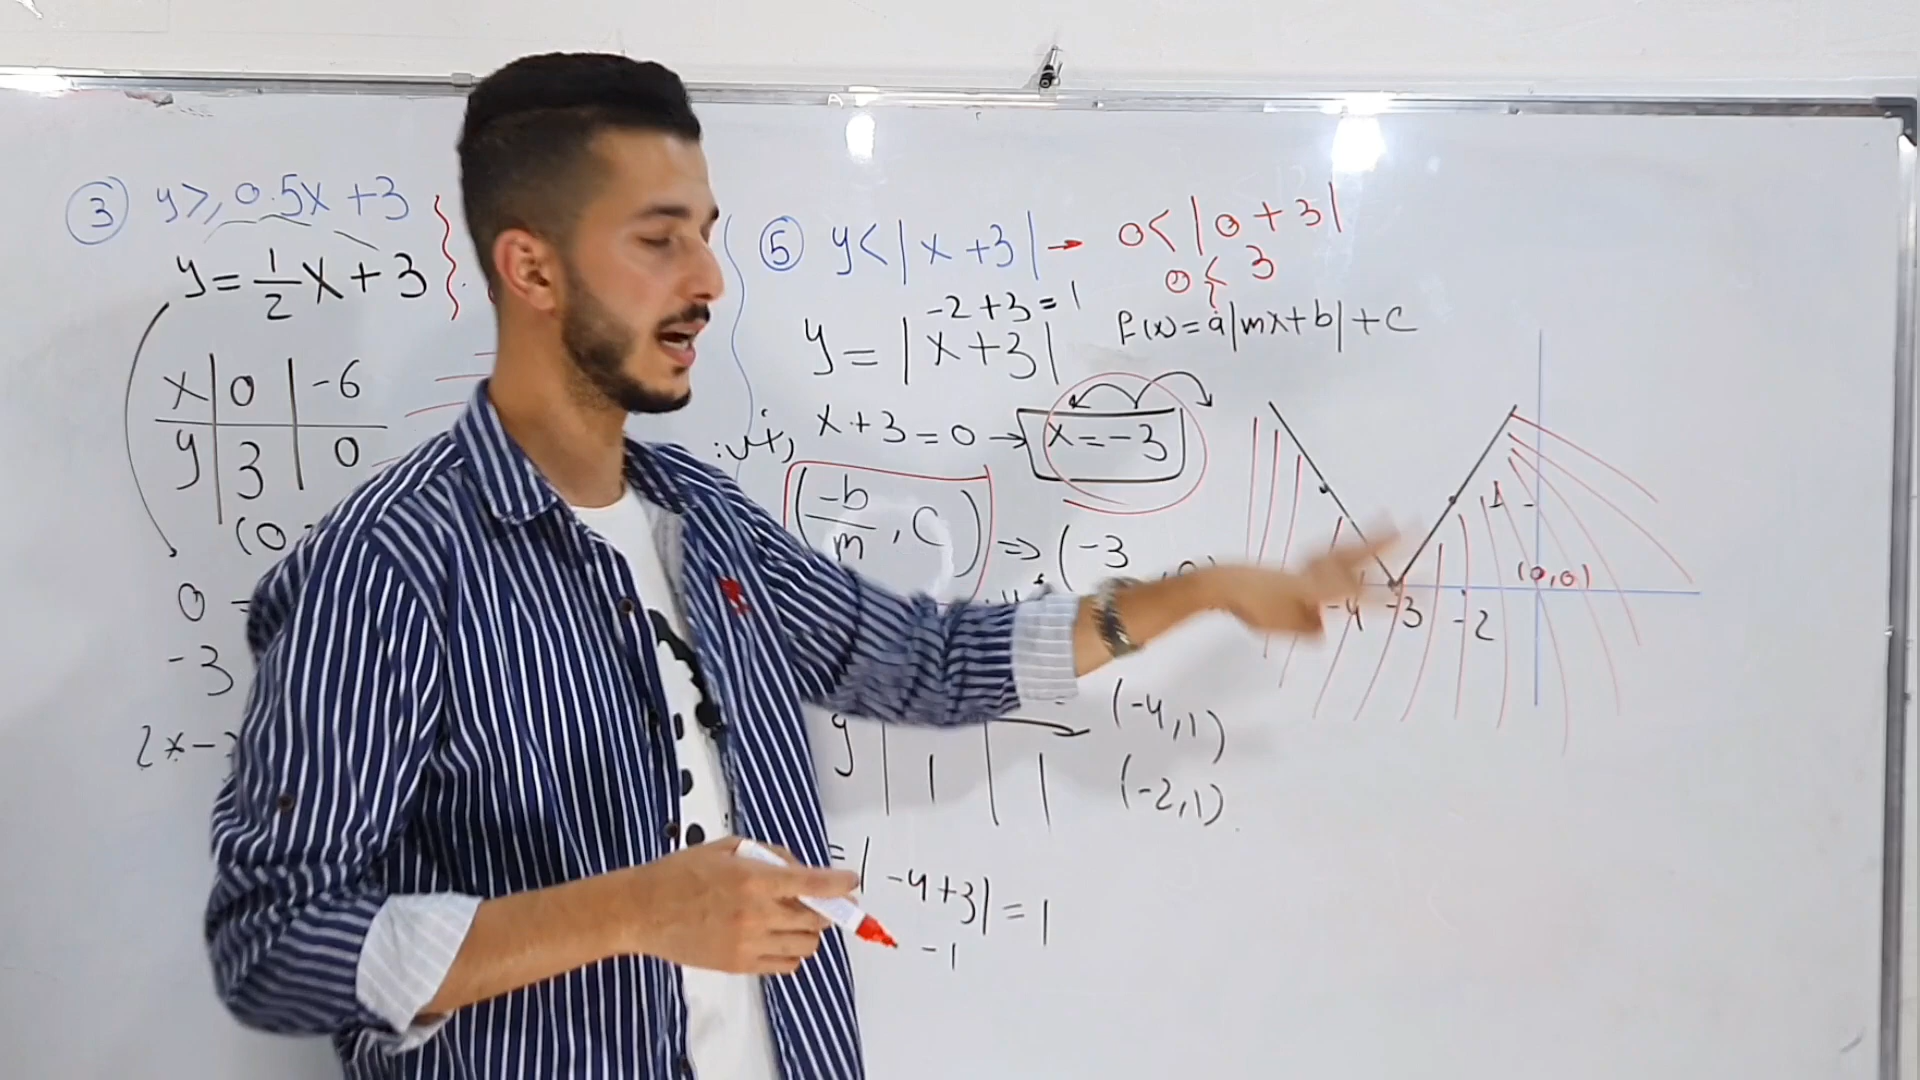 ③ y ≥ 0.5x + 3
y = 1/2 x + 3
x | 0 | -6
y | 3 | 0
(0
0 =
-3
2x-
⑤ y < |x + 3| → 0 < |0 + 3|
0 < 3
-2 + 3 = 1
f(x) = a|mx + b| + c
y = |x + 3|
x + 3 = 0 → x = -3
(-b/m , c) ⇒ (-3
y | 1 | 1
(-4, 1)
(-2, 1)
= |-4 + 3| = 1
-1
1
(0,0)
-4 -3 -2